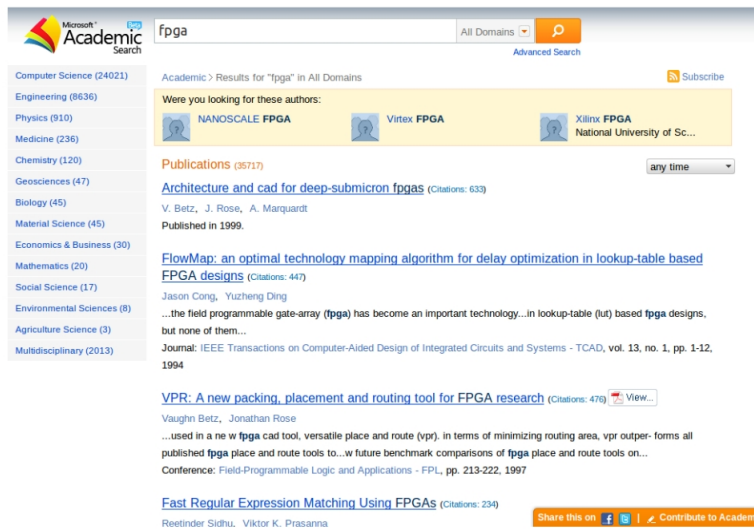 Microsoft® Beta
Academic
Search
fpga
All Domains
Advanced Search
Computer Science (24021)
Engineering (8636)
Physics (910)
Medicine (236)
Chemistry (120)
Geosciences (47)
Biology (45)
Material Science (45)
Economics & Business (30)
Mathematics (20)
Social Science (17)
Environmental Sciences (8)
Agriculture Science (3)
Multidisciplinary (2013)
Academic > Results for "fpga" in All Domains
Subscribe
Were you looking for these authors:
NANOSCALE FPGA
Virtex FPGA
Xilinx FPGA
National University of Sc...
Publications (35717)
any time
Architecture and cad for deep-submicron fpgas (Citations: 633)
V. Betz, J. Rose, A. Marquardt
Published in 1999.
FlowMap: an optimal technology mapping algorithm for delay optimization in lookup-table based
FPGA designs (Citations: 447)
Jason Cong, Yuzheng Ding
...the field programmable gate-array (fpga) has become an important technology...in lookup-table (lut) based fpga designs,
but none of them...
Journal: IEEE Transactions on Computer-Aided Design of Integrated Circuits and Systems - TCAD, vol. 13, no. 1, pp. 1-12,
1994
VPR: A new packing, placement and routing tool for FPGA research (Citations: 476) View...
Vaughn Betz, Jonathan Rose
...used in a ne w fpga cad tool, versatile place and route (vpr). in terms of minimizing routing area, vpr outper- forms all
published fpga place and route tools to...w future benchmark comparisons of fpga place and route tools on...
Conference: Field-Programmable Logic and Applications - FPL, pp. 213-222, 1997
Fast Regular Expression Matching Using FPGAs (Citations: 234)
Reetinder Sidhu, Viktor K. Prasanna
Share this on | Contribute to Academ